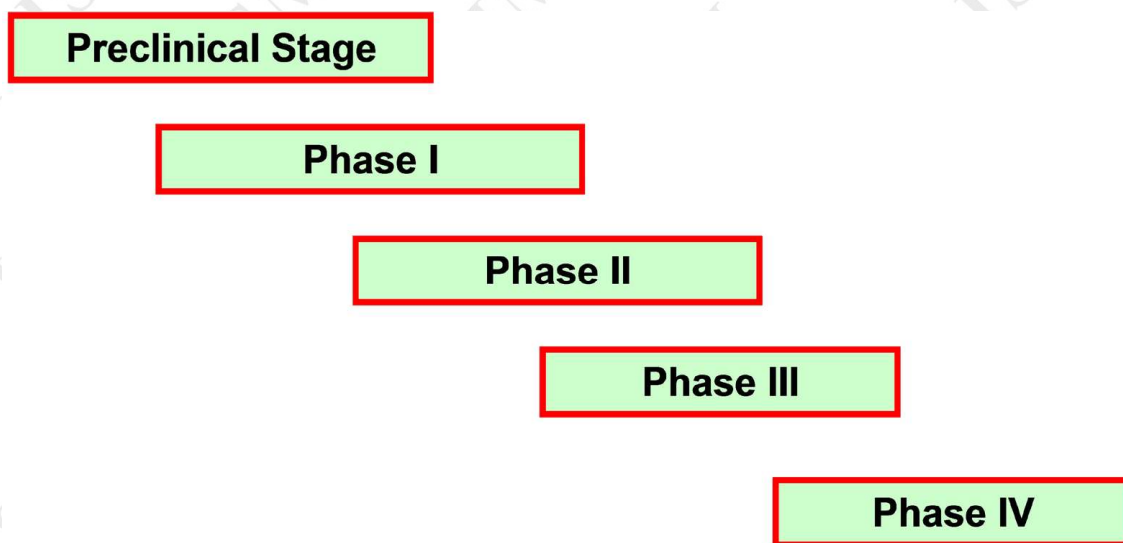 Preclinical Stage
Phase I
Phase II
Phase III
Phase IV